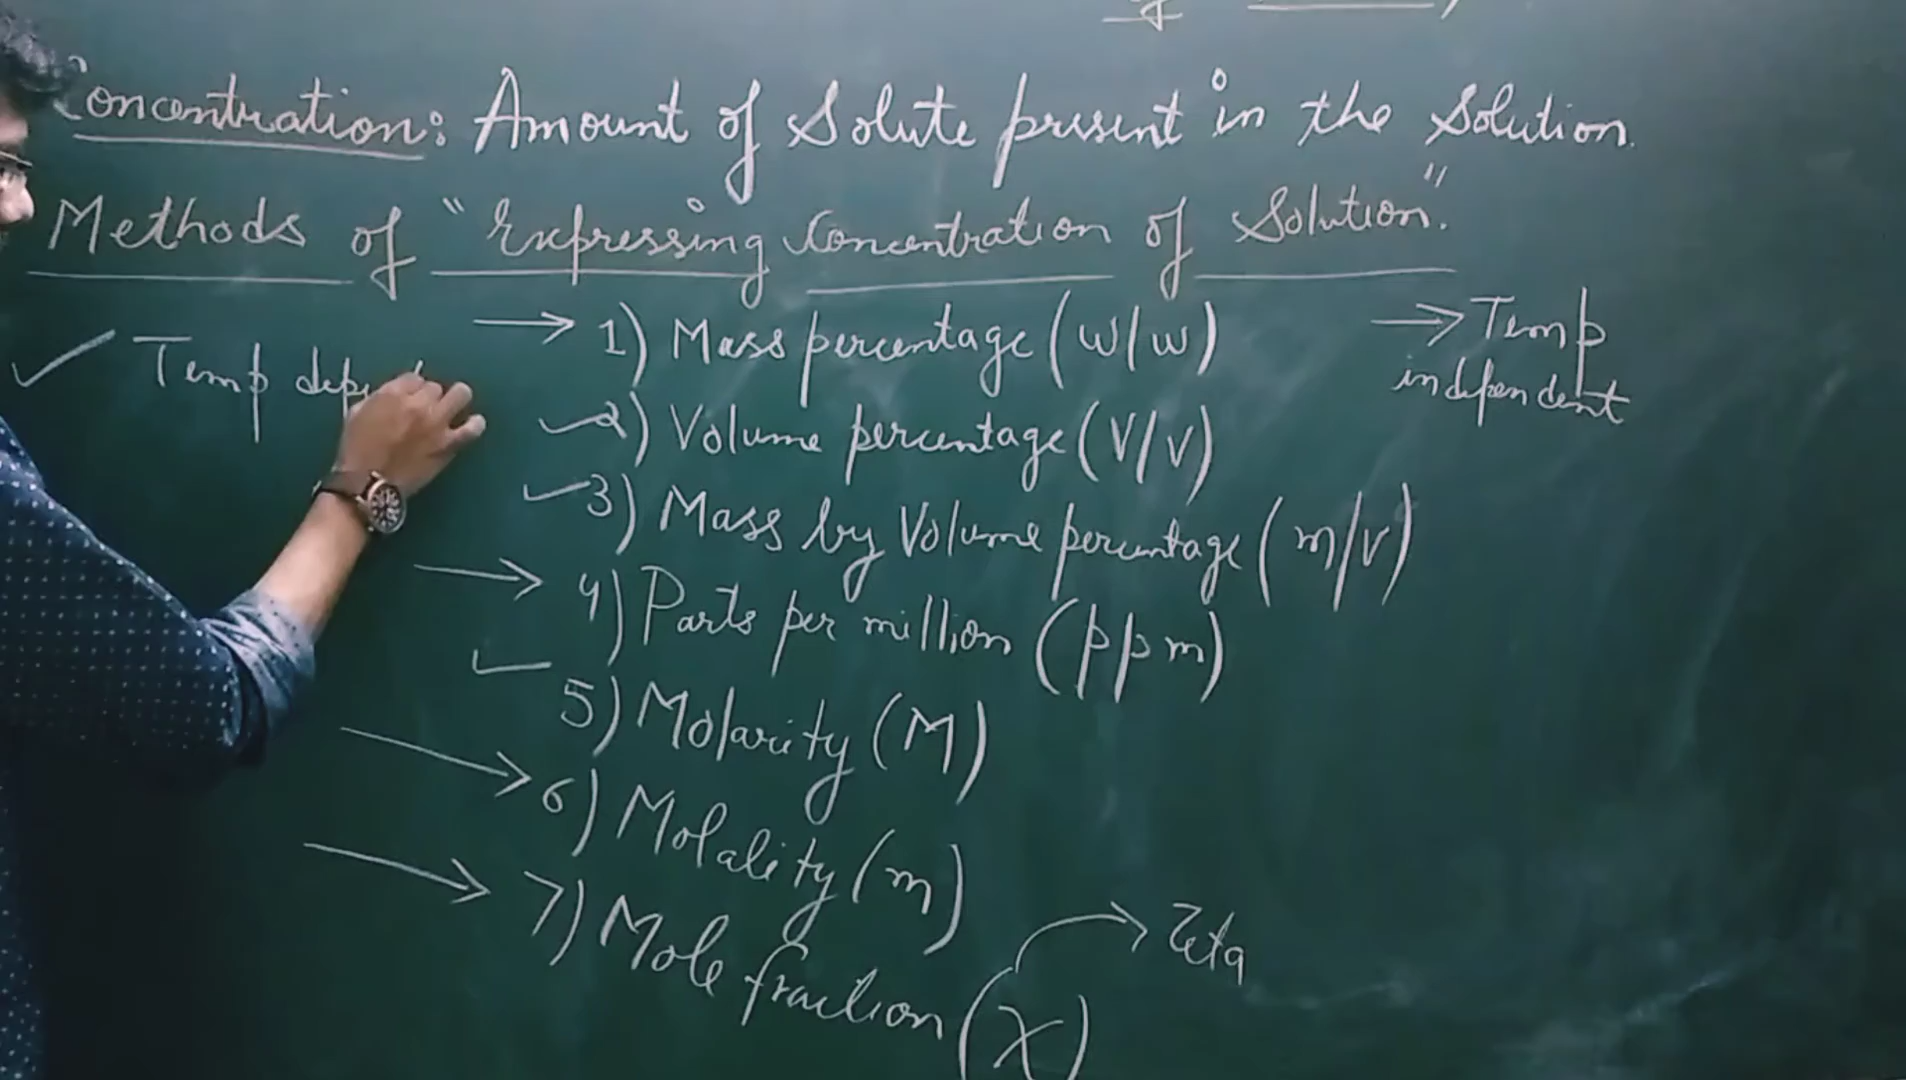 Concentration: Amount of Solute present in the Solution.
Methods of "Expressing Concentration of Solution."
✓ Temp
→ 1) Mass percentage (w/w)
→ Temp
independent
✓ 2) Volume percentage (V/V)
✓ 3) Mass by Volume percentage (m/V)
→ 4) Parts per million (ppm)
✓ 5) Molarity (M)
→ 6) Molality (m)
→ 7) Mole fraction (χ)
→ Zeta